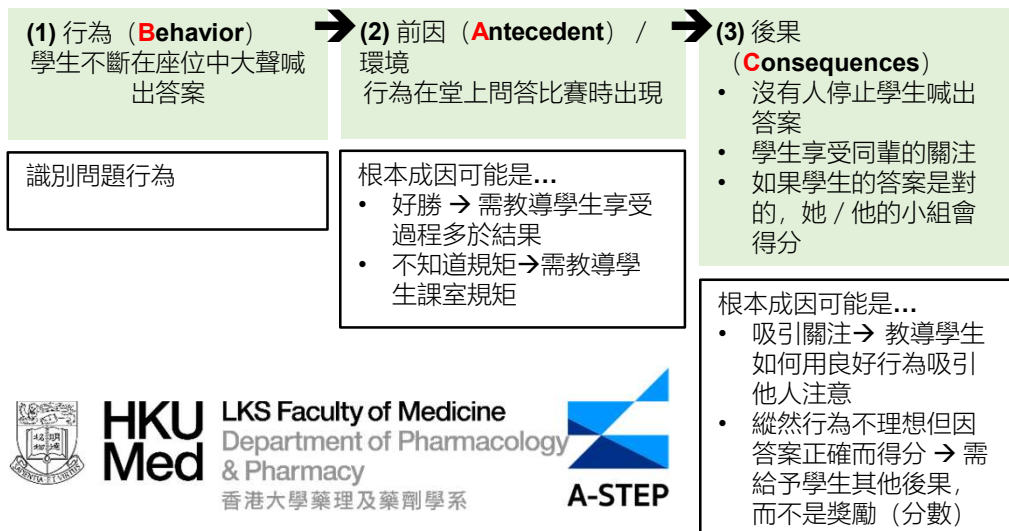 (1) 行為（Behavior）
學生不斷在座位中大聲喊
出答案
(2) 前因（Antecedent） /
環境
行為在堂上問答比賽時出現
(3) 後果
（Consequences）
• 沒有人停止學生喊出
答案
• 學生享受同輩的關注
• 如果學生的答案是對
的，她 / 他的小組會
得分
識別問題行為
根本成因可能是...
• 好勝 → 需教導學生享受
過程多於結果
• 不知道規矩→需教導學
生課室規矩
根本成因可能是...
• 吸引關注→ 教導學生
如何用良好行為吸引
他人注意
• 縱然行為不理想但因
答案正確而得分 → 需
給予學生其他後果，
而不是獎勵（分數）
HKU
Med
LKS Faculty of Medicine
Department of Pharmacology
& Pharmacy
香港大學藥理及藥劑學系
A-STEP